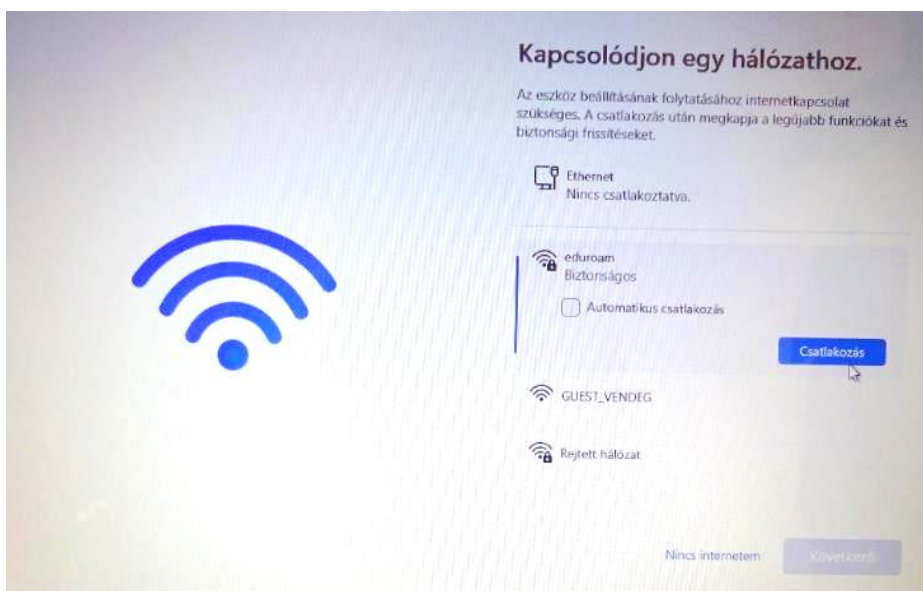 Kapcsolódjon egy hálózathoz.
Az eszköz beállításának folytatásához internetkapcsolat
szükséges. A csatlakozás után megkapja a legújabb funkciókat és
biztonsági frissítéseket.
Ethernet
Nincs csatlakoztatva.
eduroam
Biztonságos
Automatikus csatlakozás
Csatlakozás
GUEST_VENDEG
Rejtett hálózat
Nincs internetem
Következő